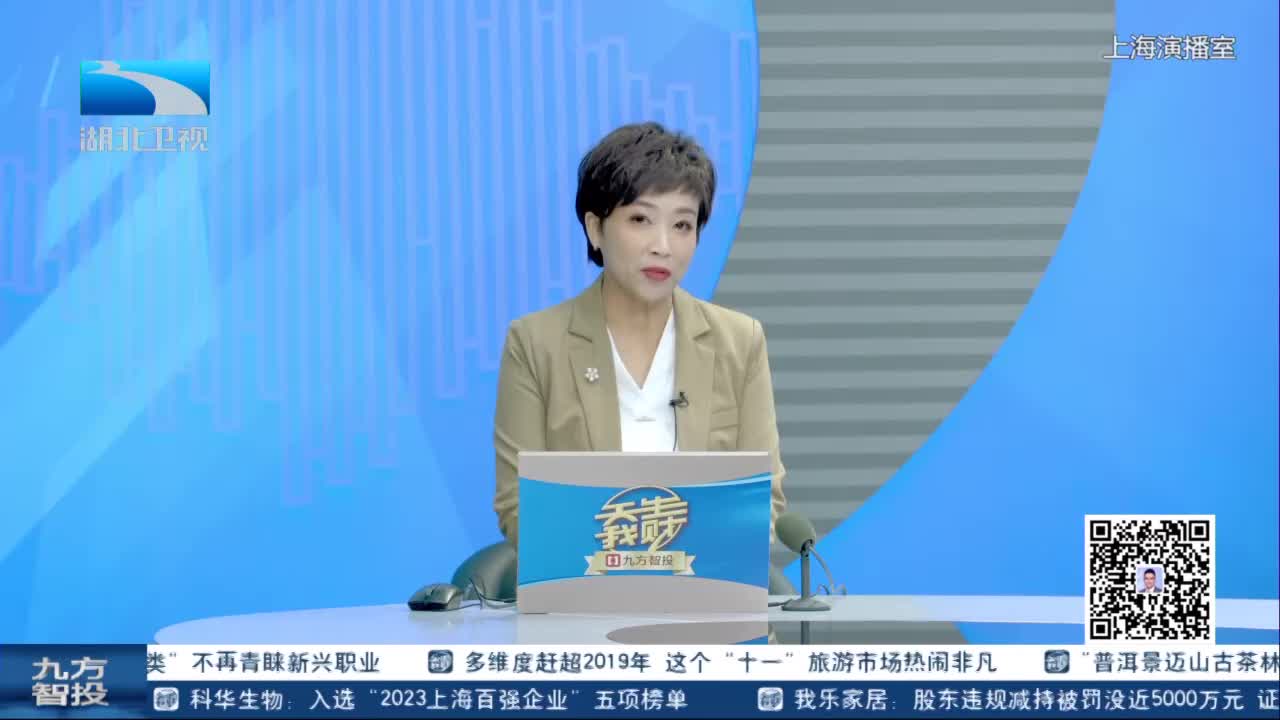 上海演播室
湖北卫视
天生我财
九方智投
九方智投
类” 不再青睐新兴职业 多维度赶超2019年 这个“十一”旅游市场热闹非凡 “普洱景迈山古茶林
科华生物：入选“2023上海百强企业”五项榜单 我乐家居：股东违规减持被罚没近5000万元 证